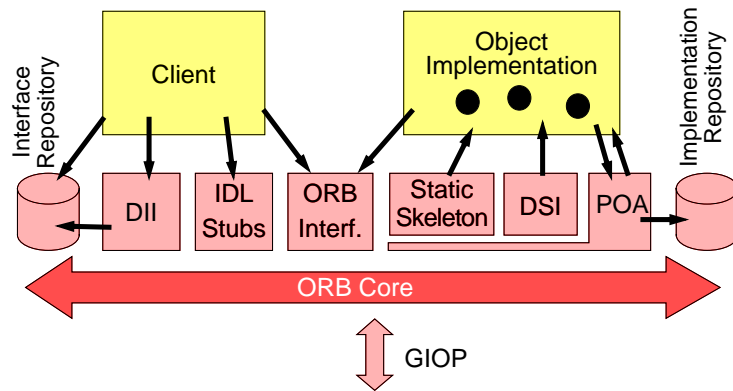 Interface
Repository
Client
Object
Implementation
Implementation
Repository
DII
IDL
Stubs
ORB
Interf.
Static
Skeleton
DSI
POA
ORB Core
GIOP